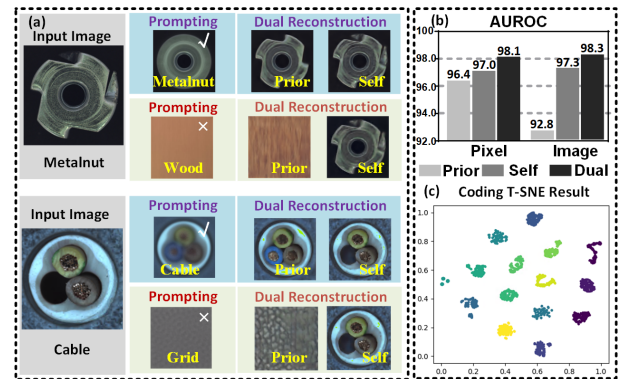 (a)
Input Image
Metalnut
Prompting
Dual Reconstruction
Metalnut
Prior
Self
Prompting
Dual Reconstruction
Wood
Prior
Self
Input Image
Cable
Prompting
Dual Reconstruction
Cable
Prior
Self
Prompting
Dual Reconstruction
Grid
Prior
Self
(b)
AUROC
100
98.0
96.0
94.0
92.0
96.4
97.0
98.1
92.8
97.3
98.3
Pixel
Image
Prior
Self
Dual
(c)
Coding T-SNE Result
1.0
0.8
0.6
0.4
0.2
0.0
0.0
0.2
0.4
0.6
0.8
1.0